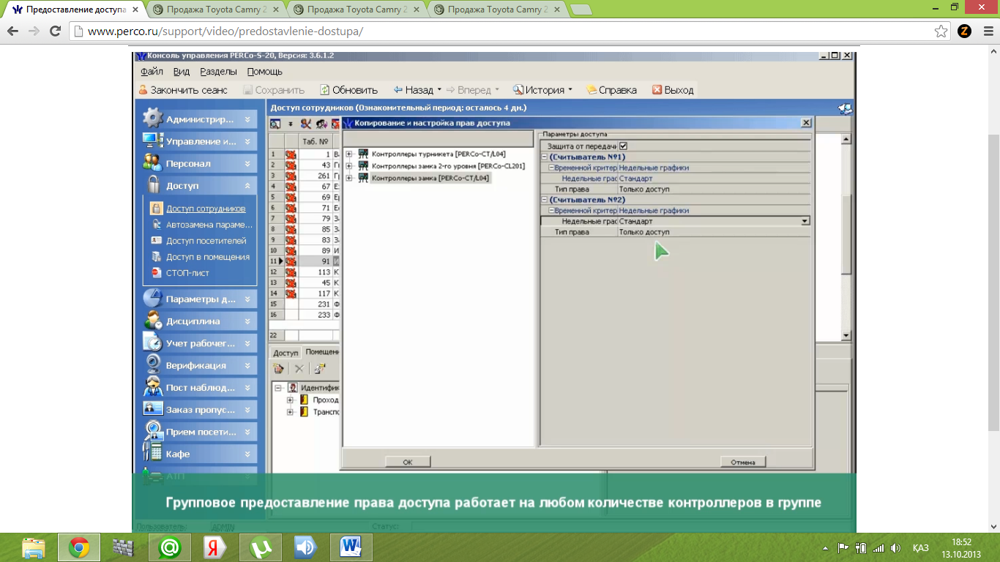 Предоставление доступа
Продажа Toyota Camry 2
Продажа Toyota Camry 2
Продажа Toyota Camry 2
www.perco.ru/support/video/predostavlenie-dostupa/
Консоль управления PERCo-S-20, Версия: 3.6.1.2
Файл Вид Разделы Помощь
Закончить сеанс Сохранить Обновить Назад Вперед История Справка Выход
Администрир...
Управление и...
Персонал
Доступ
Доступ сотрудников
Автозамена параме...
Доступ посетителей
Доступ в помещения
СТОП-лист
Параметры д...
Дисциплина
Учет рабочег...
Верификация
Пост наблюд...
Заказ пропус...
Прием посети...
Кафе
АТП
Доступ сотрудников (Ознакомительный период: осталось 4 дн.)
Таб. №
1 1 В
2 43 Г
3 261 Г
4 67 Е
5 69 Е
6 71 Е
7 79 З
8 85 З
9 83 З
10 89 И
11 91 И
12 113 К
13 45 К
14 117 К
15 231 Ф
16 233 Ф
22
Доступ Помещен
Идентифик
Проход
Трансп
Копирование и настройка прав доступа
Контроллеры турникета [PERCo-CT/L04]
Контроллеры замка 2-го уровня [PERCo-CL201]
Контроллеры замка [PERCo-CT/L04]
Параметры доступа
Защита от передачи
(Считыватель №1)
Временной критер Недельные графики
Недельные граф Стандарт
Тип права Только доступ
(Считыватель №2)
Временной критер Недельные графики
Недельные граф Стандарт
Тип права Только доступ
OK Отмена
Групповое предоставление права доступа работает на любом количестве контроллеров в группе
Пользователь: ADMIN Статус:
ҚАЗ
18:52
13.10.2013